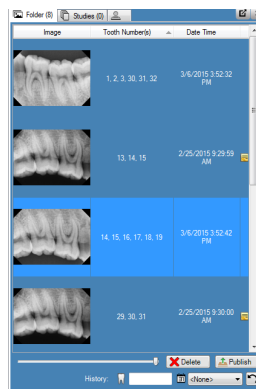 Folder (8) Studies (0)
Image Tooth Number(s) Date Time
1, 2, 3, 30, 31, 32 3/6/2015 3:52:32 PM
13, 14, 15 2/25/2015 9:29:59 AM
14, 15, 16, 17, 18, 19 3/6/2015 3:52:42 PM
29, 30, 31 2/25/2015 9:30:00 AM
Delete Publish
History: <None>